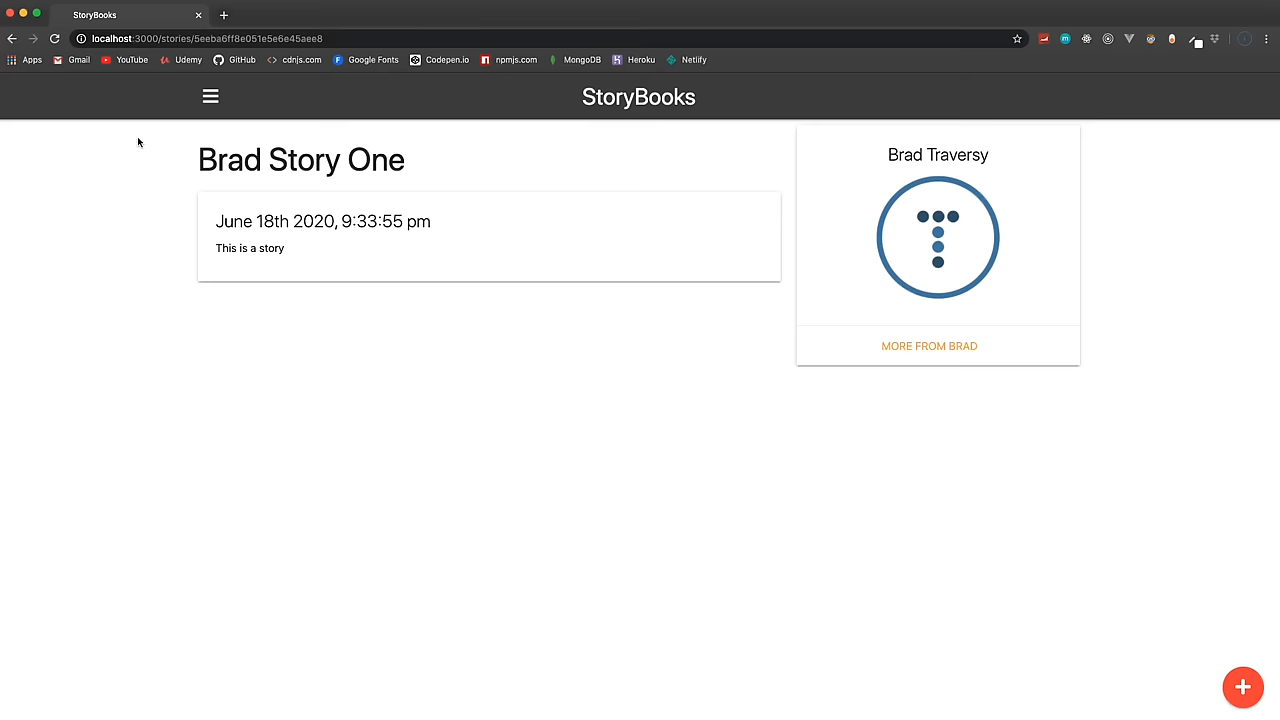 StoryBooks
localhost:3000/stories/5eeba6ff8e051e5e6e45aee8
Apps Gmail YouTube Udemy GitHub cdnjs.com Google Fonts Codepen.io npmjs.com MongoDB Heroku Netlify
StoryBooks
Brad Story One
June 18th 2020, 9:33:55 pm
This is a story
Brad Traversy
MORE FROM BRAD